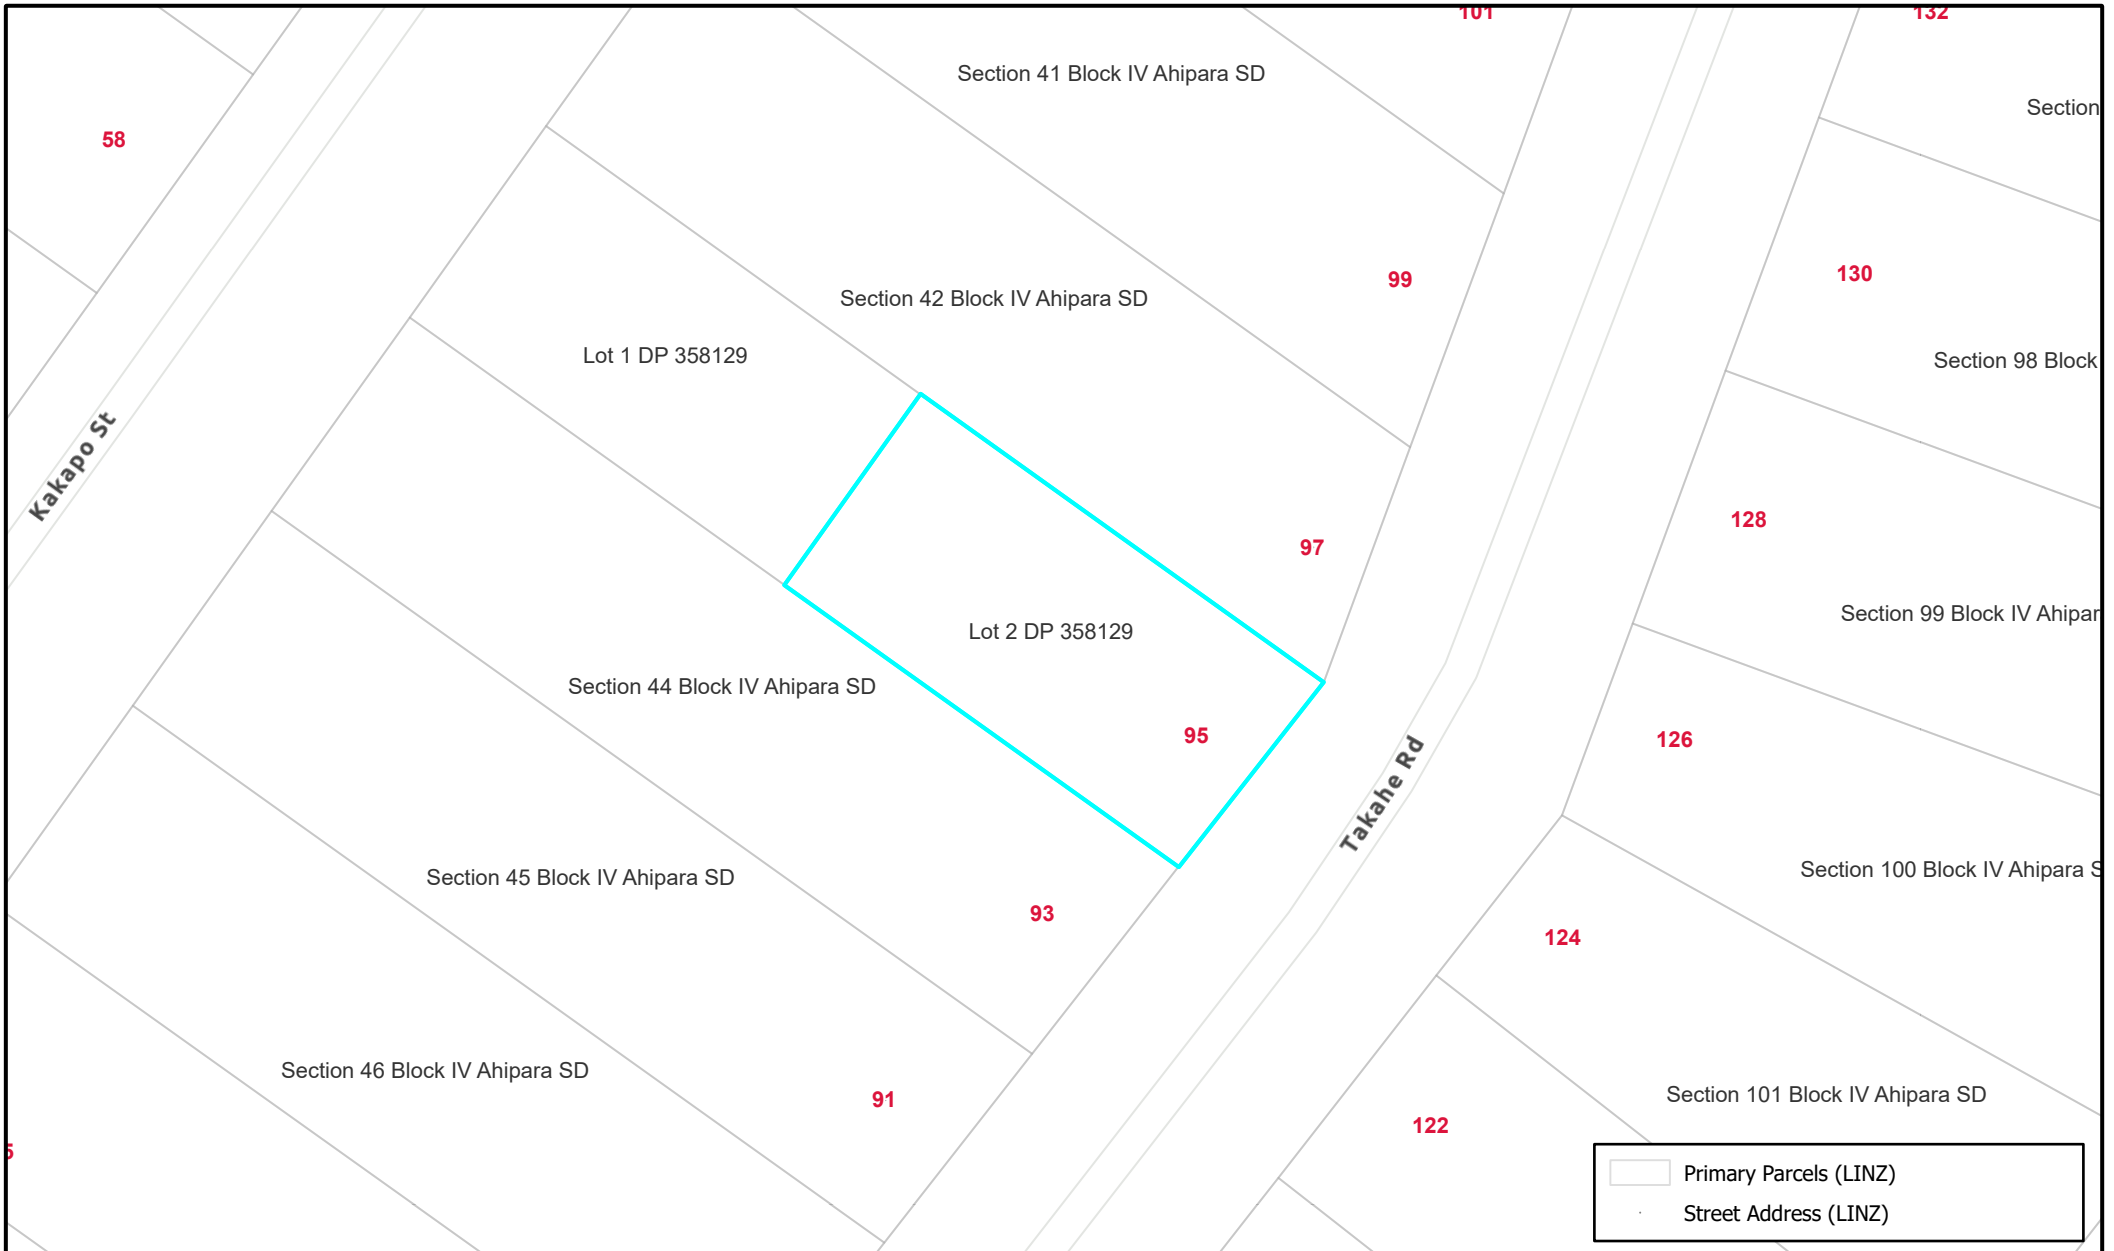 101
132
Section 41 Block IV Ahipara SD
Section
58
130
99
Section 42 Block IV Ahipara SD
Lot 1 DP 358129
Section 98 Block
Kakapo St
128
97
Section 99 Block IV Ahipar
Lot 2 DP 358129
Section 44 Block IV Ahipara SD
95
126
Takahe Rd
Section 100 Block IV Ahipara S
Section 45 Block IV Ahipara SD
93
124
Section 46 Block IV Ahipara SD
91
Section 101 Block IV Ahipara SD
122
5
Primary Parcels (LINZ)
Street Address (LINZ)